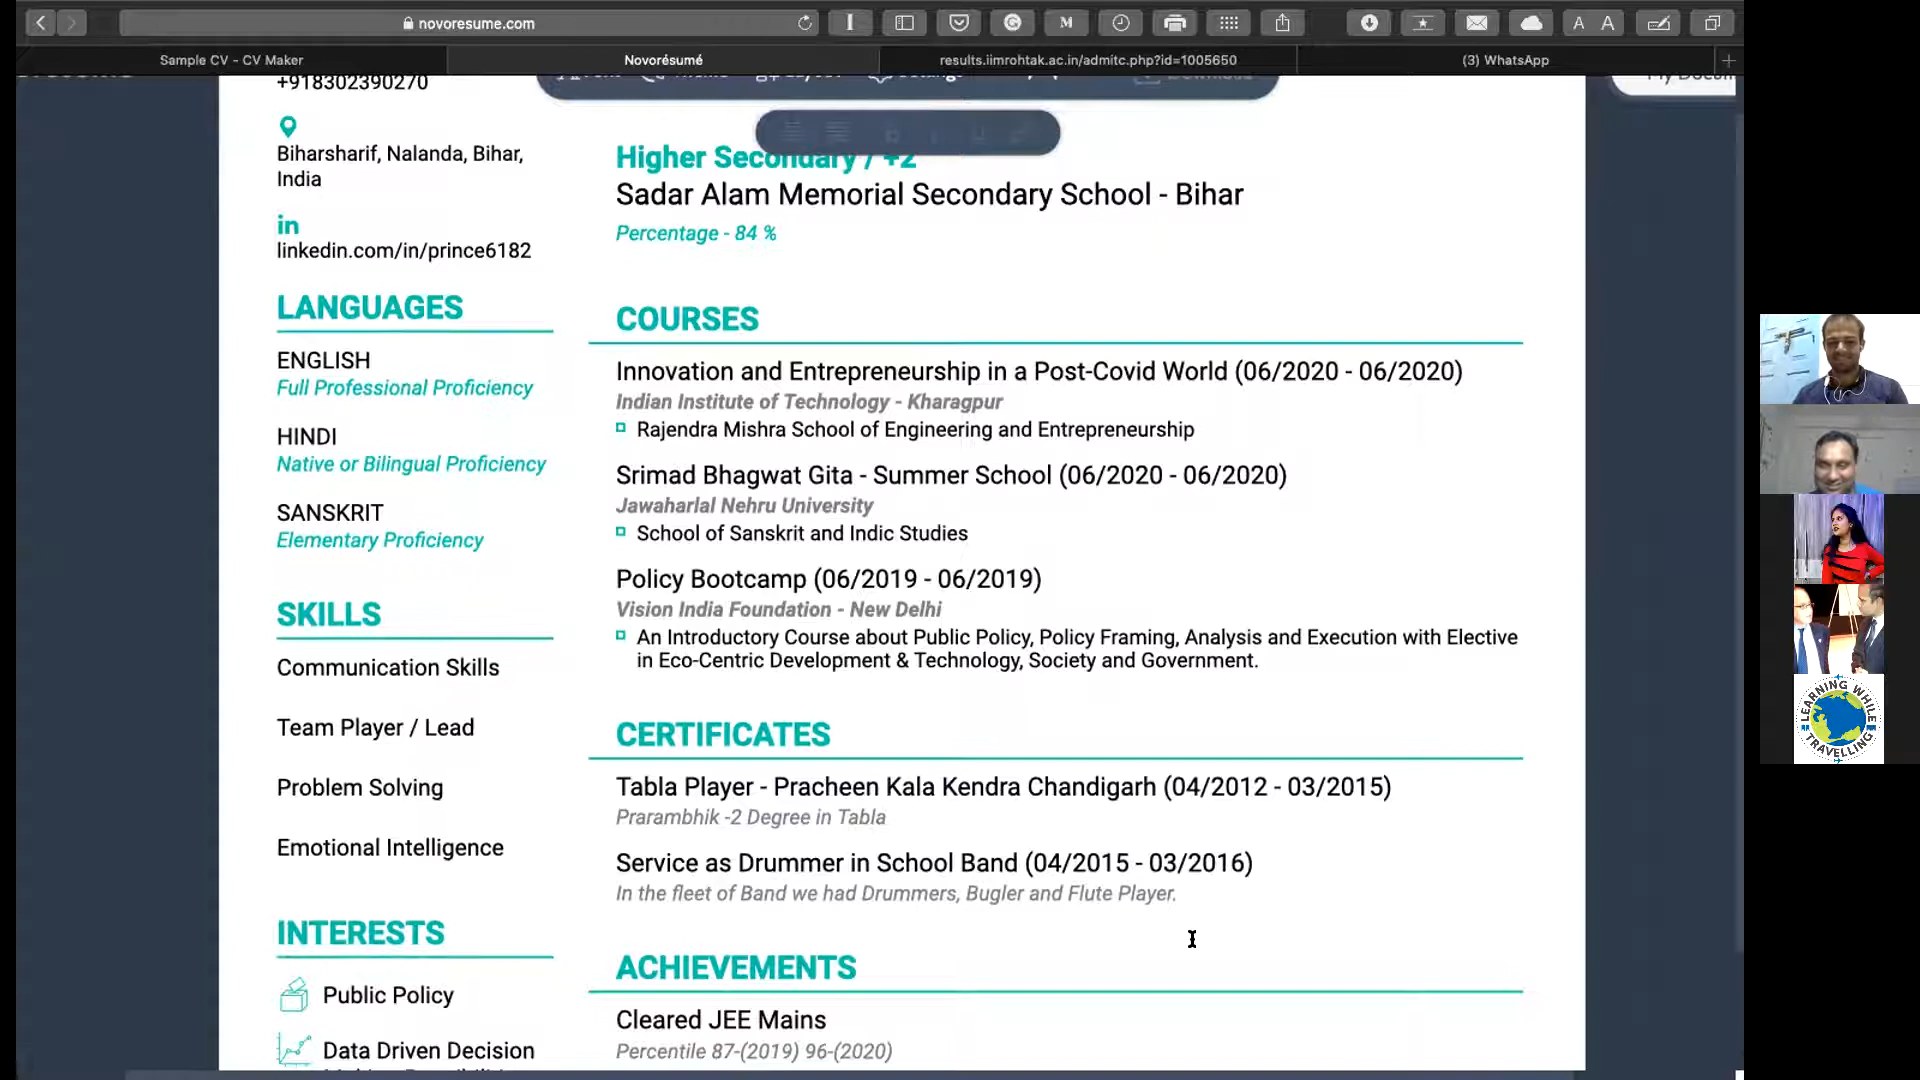 novoresume.com
Sample CV - CV Maker
Novorésumé
results.iimrohtak.ac.in/admitc.php?id=1005650
(3) WhatsApp
+918302390270
Biharsharif, Nalanda, Bihar,
India
in
linkedin.com/in/prince6182
LANGUAGES
ENGLISH
Full Professional Proficiency
HINDI
Native or Bilingual Proficiency
SANSKRIT
Elementary Proficiency
SKILLS
Communication Skills
Team Player / Lead
Problem Solving
Emotional Intelligence
INTERESTS
Public Policy
Data Driven Decision
Higher Secondary / +2
Sadar Alam Memorial Secondary School - Bihar
Percentage - 84 %
COURSES
Innovation and Entrepreneurship in a Post-Covid World (06/2020 - 06/2020)
Indian Institute of Technology - Kharagpur
Rajendra Mishra School of Engineering and Entrepreneurship
Srimad Bhagwat Gita - Summer School (06/2020 - 06/2020)
Jawaharlal Nehru University
School of Sanskrit and Indic Studies
Policy Bootcamp (06/2019 - 06/2019)
Vision India Foundation - New Delhi
An Introductory Course about Public Policy, Policy Framing, Analysis and Execution with Elective
in Eco-Centric Development & Technology, Society and Government.
CERTIFICATES
Tabla Player - Pracheen Kala Kendra Chandigarh (04/2012 - 03/2015)
Prarambhik -2 Degree in Tabla
Service as Drummer in School Band (04/2015 - 03/2016)
In the fleet of Band we had Drummers, Bugler and Flute Player.
ACHIEVEMENTS
Cleared JEE Mains
Percentile 87-(2019) 96-(2020)
LEARNING WHILE
TRAVELLING